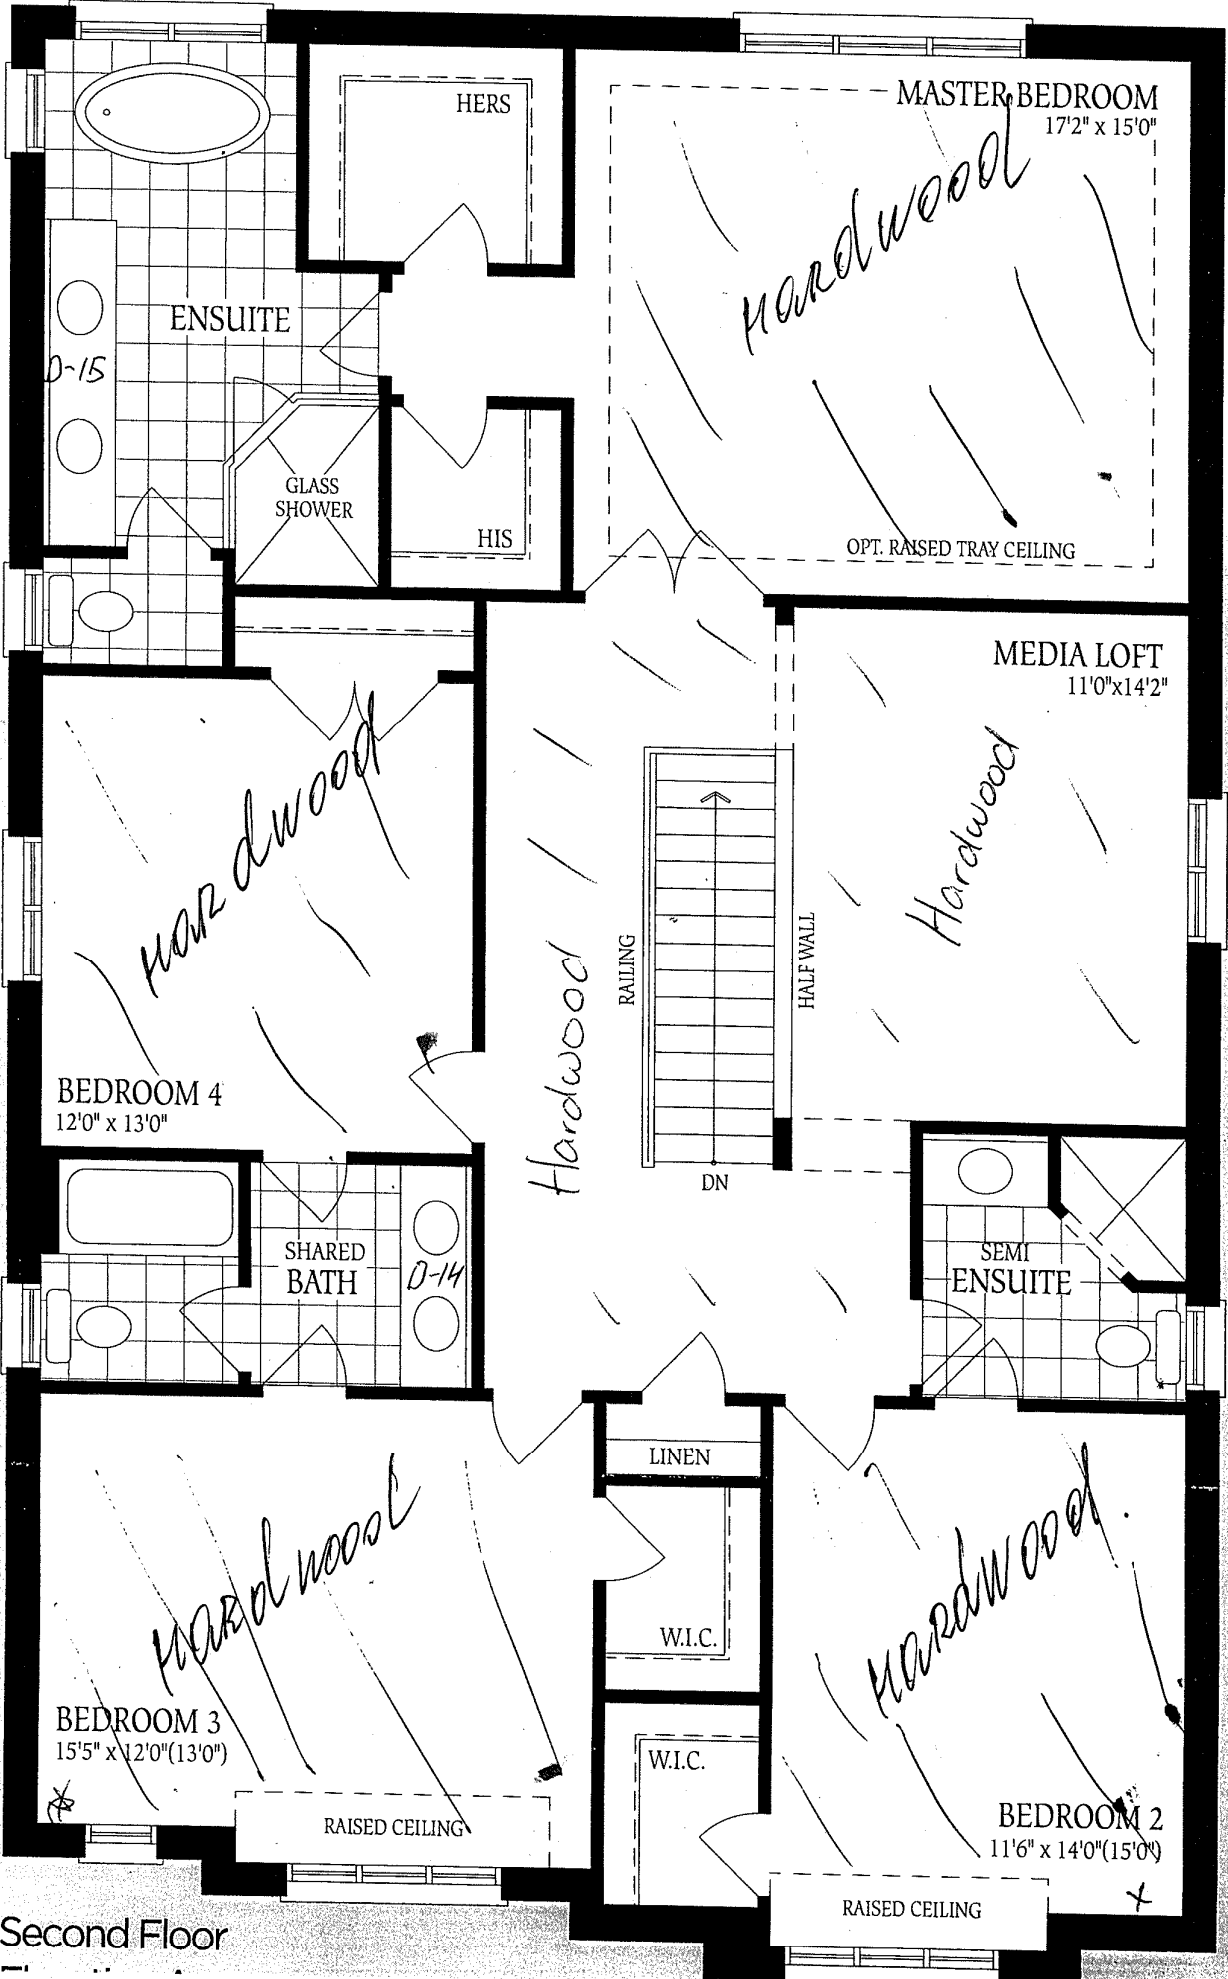 HERS
MASTER BEDROOM
17'2" x 15'0"
Hardwood
ENSUITE
D-15
GLASS
SHOWER
HIS
OPT. RAISED TRAY CEILING
MEDIA LOFT
11'0"x14'2"
Hardwood
Hardwood
RAILING
HALF WALL
Hardwood
BEDROOM 4
12'0" x 13'0"
DN
SHARED
BATH
D-14
SEMI
ENSUITE
LINEN
Hardwood
W.I.C.
Hardwood
BEDROOM 3
15'5" x 12'0"(13'0")
W.I.C.
RAISED CEILING
BEDROOM 2
11'6" x 14'0"(15'0")
x
RAISED CEILING
Second Floor